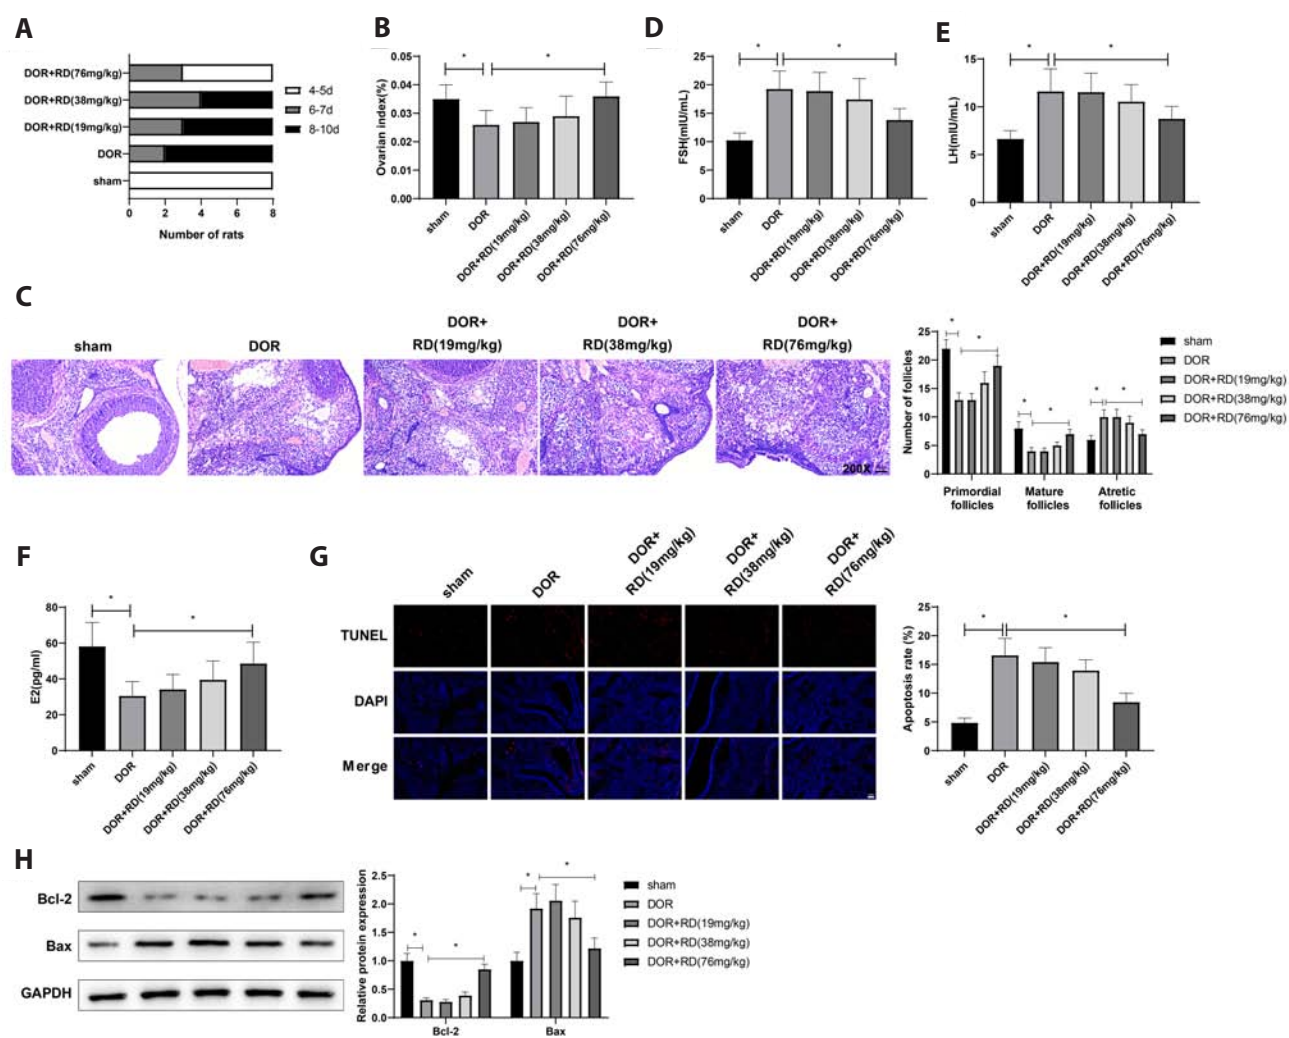 A
DOR+RD(76mg/kg)
DOR+RD(38mg/kg)
DOR+RD(19mg/kg)
DOR
sham
0 2 4 6 8
Number of rats
4-5d
6-7d
8-10d
B
Ovarian index(%)
0.05
0.04
0.03
0.02
0.01
0.00
* *
sham
DOR
DOR+RD(19mg/kg)
DOR+RD(38mg/kg)
DOR+RD(76mg/kg)
D
FSH(mIU/mL)
25
20
15
10
5
0
* *
sham
DOR
DOR+RD(19mg/kg)
DOR+RD(38mg/kg)
DOR+RD(76mg/kg)
E
LH(mIU/mL)
15
10
5
0
* *
sham
DOR
DOR+RD(19mg/kg)
DOR+RD(38mg/kg)
DOR+RD(76mg/kg)
C
sham
DOR
DOR+
RD(19mg/kg)
DOR+
RD(38mg/kg)
DOR+
RD(76mg/kg)
200X
Number of follicles
25
20
15
10
5
0
* *
* *
* *
Primordial
follicles
Mature
follicles
Atretic
follicles
sham
DOR
DOR+RD(19mg/kg)
DOR+RD(38mg/kg)
DOR+RD(76mg/kg)
F
E2(pg/ml)
80
60
40
20
0
*
*
sham
DOR
DOR+RD(19mg/kg)
DOR+RD(38mg/kg)
DOR+RD(76mg/kg)
G
sham
DOR
DOR+
RD(19mg/kg)
DOR+
RD(38mg/kg)
DOR+
RD(76mg/kg)
TUNEL
DAPI
Merge
Apoptosis rate (%)
25
20
15
10
5
0
* *
sham
DOR
DOR+RD(19mg/kg)
DOR+RD(38mg/kg)
DOR+RD(76mg/kg)
H
Bcl-2
Bax
GAPDH
Relative protein expression
2.5
2.0
1.5
1.0
0.5
0.0
* *
* *
Bcl-2
Bax
sham
DOR
DOR+RD(19mg/kg)
DOR+RD(38mg/kg)
DOR+RD(76mg/kg)